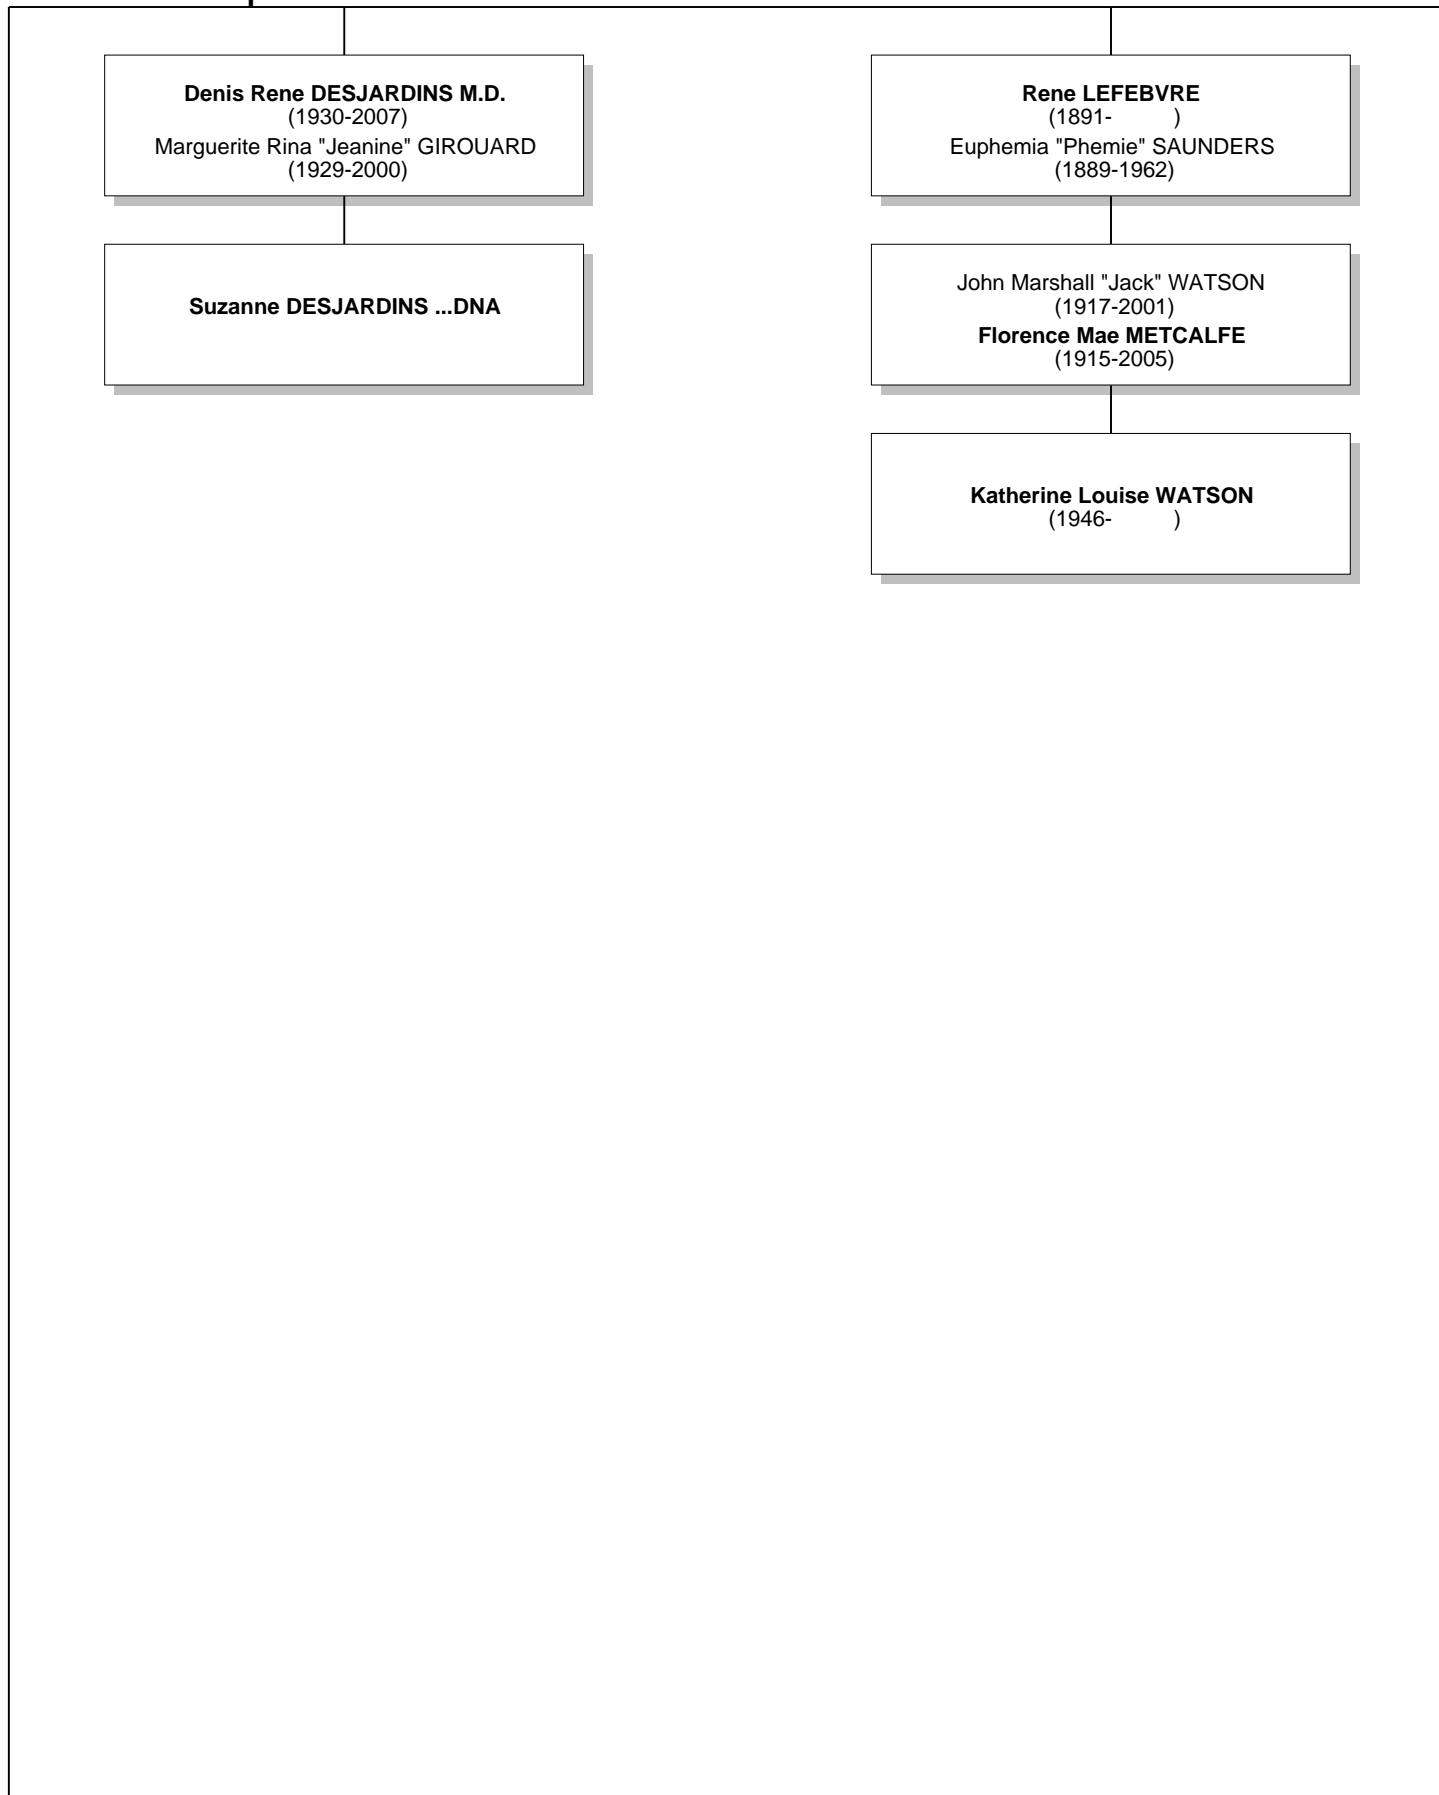 Denis Rene DESJARDINS M.D.
(1930-2007)
Marguerite Rina "Jeanine" GIROUARD
(1929-2000)
Suzanne DESJARDINS ...DNA
Rene LEFEBVRE
(1891- )
Euphemia "Phemie" SAUNDERS
(1889-1962)
John Marshall "Jack" WATSON
(1917-2001)
Florence Mae METCALFE
(1915-2005)
Katherine Louise WATSON
(1946- )